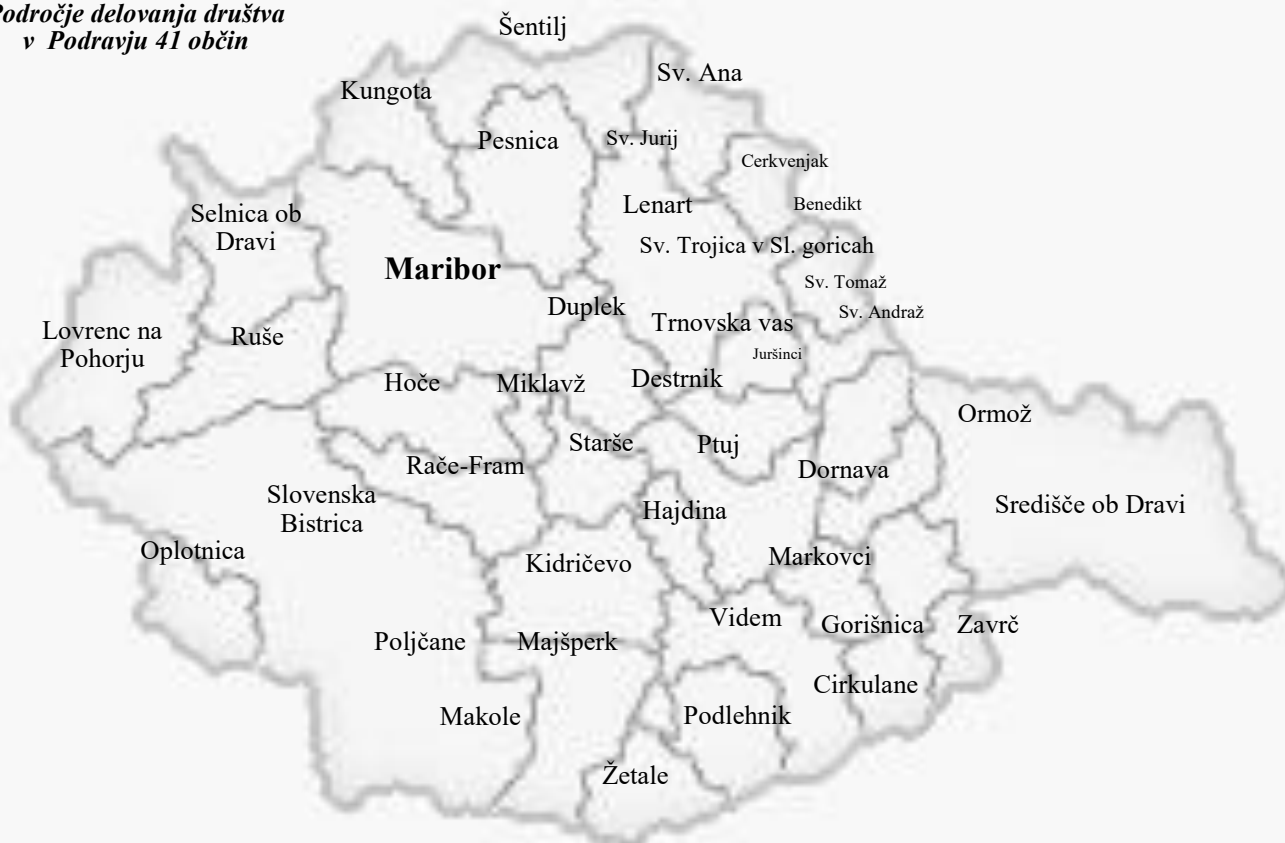 Področje delovanja društva
v Podravju 41 občin
Šentilj
Sv. Ana
Kungota
Pesnica
Sv. Jurij
Cerkvenjak
Benedikt
Lenart
Selnica ob
Dravi
Sv. Trojica v Sl. goricah
Maribor
Sv. Tomaž
Sv. Andraž
Duplek
Trnovska vas
Lovrenc na
Pohorju
Ruše
Juršinci
Hoče
Miklavž
Destrnik
Ormož
Starše
Ptuj
Rače-Fram
Dornava
Slovenska
Bistrica
Hajdina
Središče ob Dravi
Oplotnica
Kidričevo
Markovci
Videm
Gorišnica
Zavrč
Poljčane
Majšperk
Cirkulane
Makole
Podlehnik
Žetale